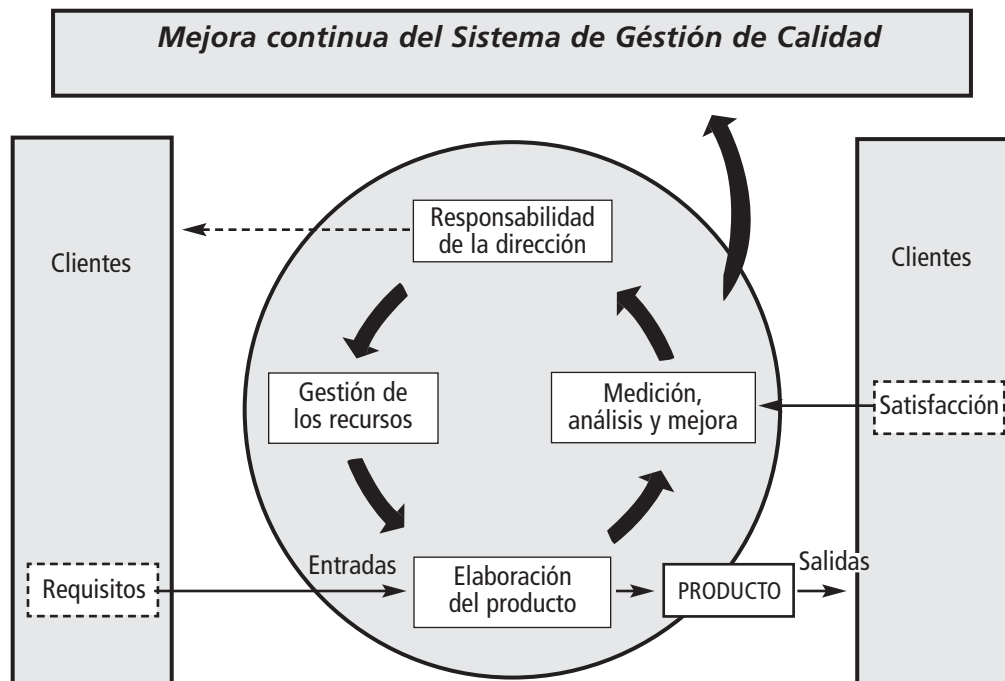 Mejora continua del Sistema de Géstión de Calidad
Responsabilidad
de la dirección
Clientes
Clientes
Gestión de
los recursos
Medición,
análisis y mejora
Satisfacción
Entradas
Salidas
Requisitos
Elaboración
del producto
PRODUCTO